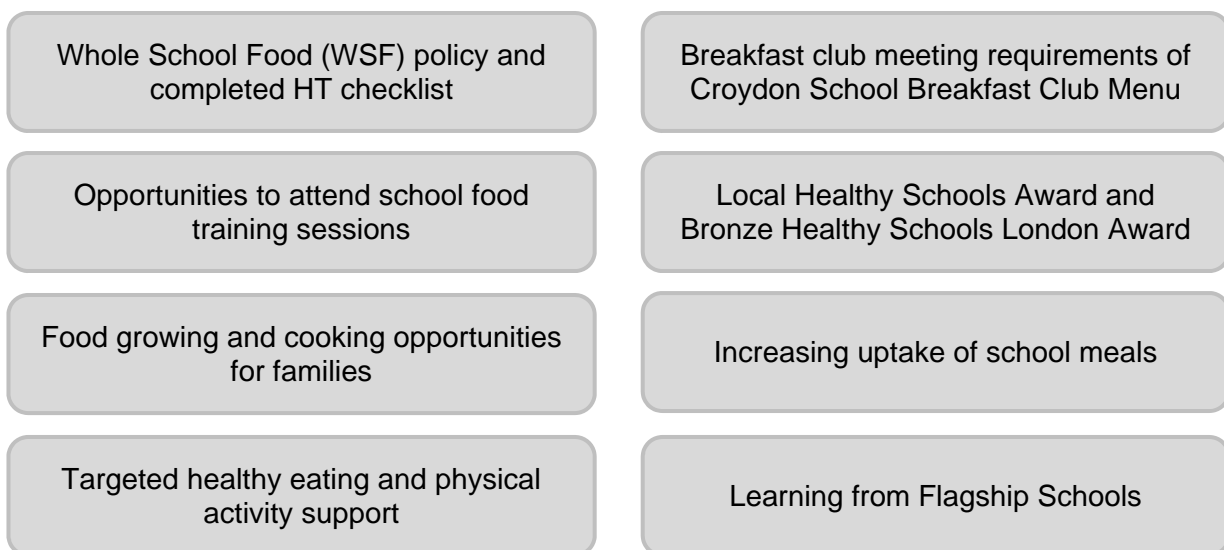 Whole School Food (WSF) policy and
completed HT checklist
Breakfast club meeting requirements of
Croydon School Breakfast Club Menu
Opportunities to attend school food
training sessions
Local Healthy Schools Award and
Bronze Healthy Schools London Award
Food growing and cooking opportunities
for families
Increasing uptake of school meals
Targeted healthy eating and physical
activity support
Learning from Flagship Schools